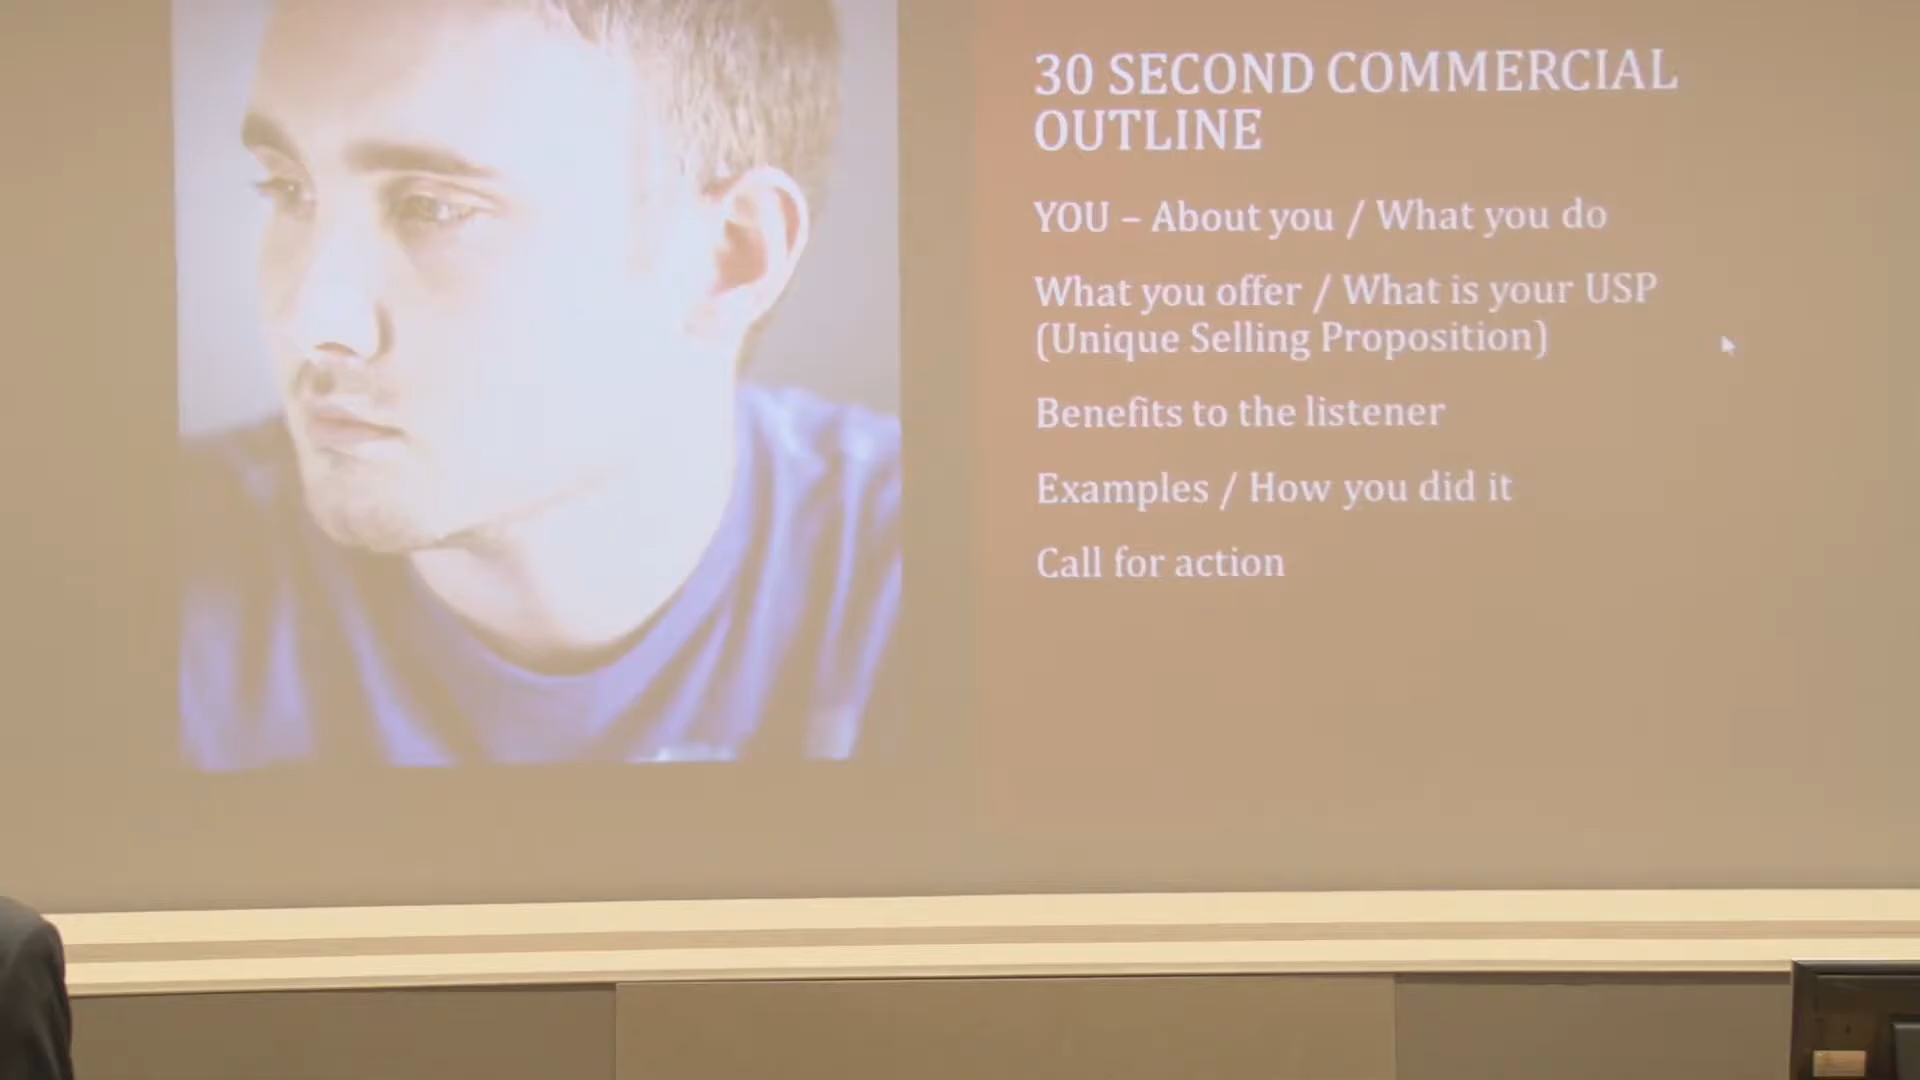 30 SECOND COMMERCIAL
OUTLINE
YOU – About you / What you do
What you offer / What is your USP
(Unique Selling Proposition)
Benefits to the listener
Examples / How you did it
Call for action